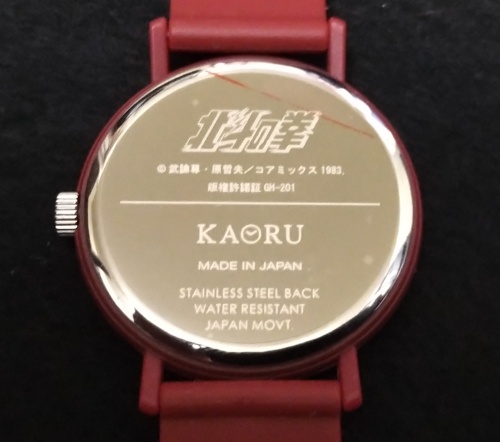 北斗の拳
©武論尊・原哲夫/コアミックス 1983,
版権許諾証 GH-201
KAORU
MADE IN JAPAN
STAINLESS STEEL BACK
WATER RESISTANT
JAPAN MOVT.